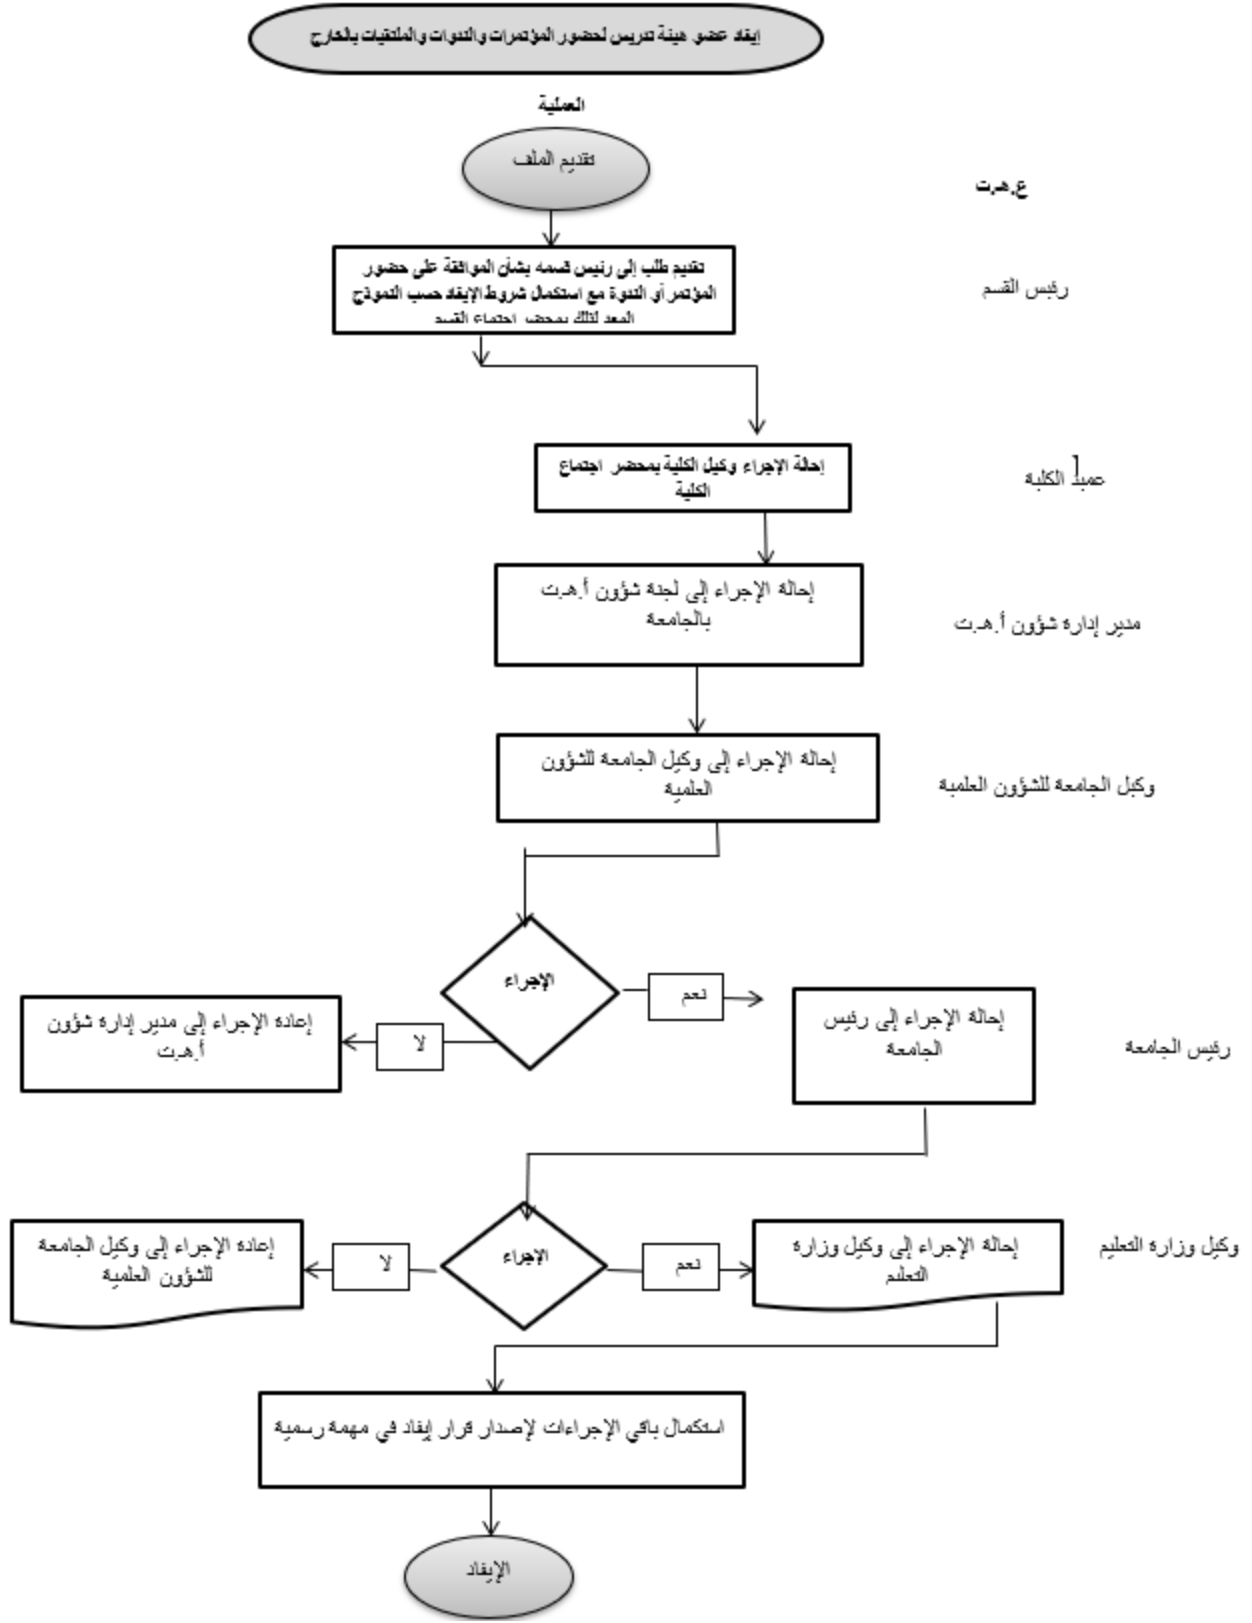 إيفاد عضو هيئة تدريس لحضور المؤتمرات والندوات والملتقيات بالخارج
العملية
تقديم الملف
ع.هـ.ت
تقديم طلب إلى رئيس قسمه بشأن الموافقة على حضور
المؤتمر أو الندوة مع استكمال شروط الإيفاد حسب النموذج
المعد لذلك بمحضر اجتماع القسم
رئيس القسم
إحالة الإجراء وكيل الكلية بمحضر اجتماع
الكلية
عميد الكلية
إحالة الإجراء إلى لجنة شؤون أ.هـ.ت
بالجامعة
مدير إدارة شؤون أ.هـ.ت
إحالة الإجراء إلى وكيل الجامعة للشؤون
العلمية
وكيل الجامعة للشؤون العلمية
الإجراء
نعم
لا
إحالة الإجراء إلى رئيس
الجامعة
رئيس الجامعة
إعادة الإجراء إلى مدير إدارة شؤون
أ.هـ.ت
الإجراء
نعم
لا
إحالة الإجراء إلى وكيل وزارة
التعليم
وكيل وزارة التعليم
إعادة الإجراء إلى وكيل الجامعة
للشؤون العلمية
استكمال باقي الإجراءات لإصدار قرار إيفاد في مهمة رسمية
الإيفاد